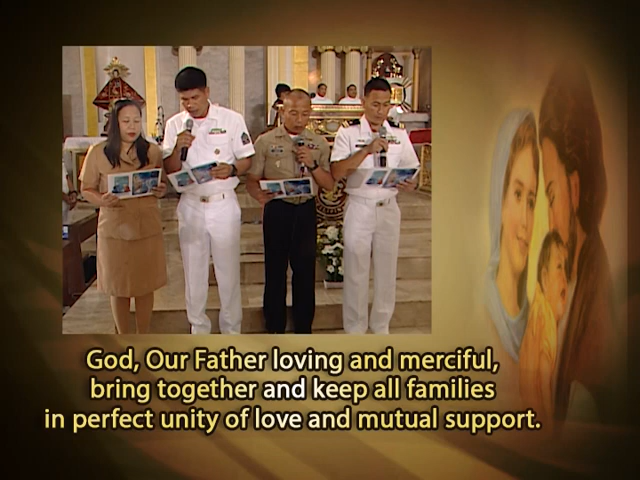 God, Our Father loving and merciful,
bring together and keep all families
in perfect unity of love and mutual support.